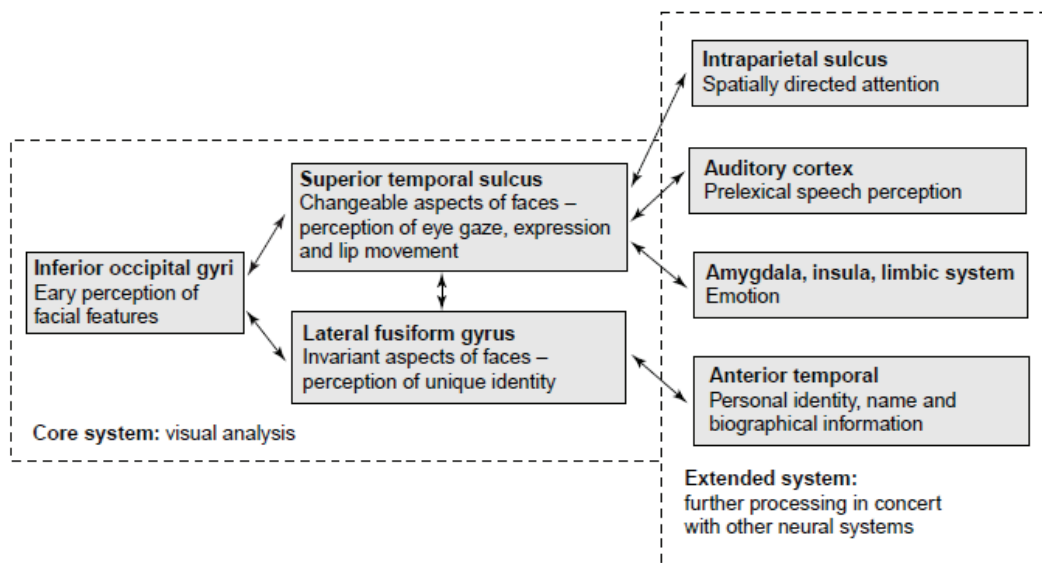 Intraparietal sulcus
Spatially directed attention
Superior temporal sulcus
Changeable aspects of faces –
perception of eye gaze, expression
and lip movement
Auditory cortex
Prelexical speech perception
Inferior occipital gyri
Eary perception of
facial features
Amygdala, insula, limbic system
Emotion
Lateral fusiform gyrus
Invariant aspects of faces –
perception of unique identity
Anterior temporal
Personal identity, name and
biographical information
Core system: visual analysis
Extended system:
further processing in concert
with other neural systems